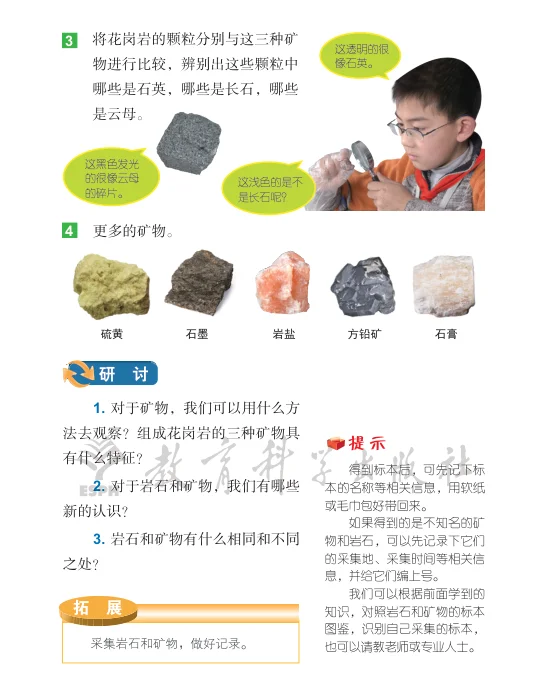 3 将花岗岩的颗粒分别与这三种矿
物进行比较，辨别出这些颗粒中
哪些是石英，哪些是长石，哪些
是云母。
这透明的很
像石英。
这黑色发光
的很像云母
的碎片。
这浅色的是不
是长石呢？
4 更多的矿物。
硫黄 石墨 岩盐 方铅矿 石膏
研 讨
1. 对于矿物，我们可以用什么方
法去观察？组成花岗岩的三种矿物具
有什么特征？
2. 对于岩石和矿物，我们有哪些
新的认识？
3. 岩石和矿物有什么相同和不同
之处？
拓 展
采集岩石和矿物，做好记录。
提示
得到标本后，可先记下标
本的名称等相关信息，用软纸
或毛巾包好带回来。
如果得到的是不知名的矿
物和岩石，可以先记录下它们
的采集地、采集时间等相关信
息，并给它们编上号。
我们可以根据前面学到的
知识，对照岩石和矿物的标本
图鉴，识别自己采集的标本，
也可以请教老师或专业人士。
ESPH 教育科学出版社